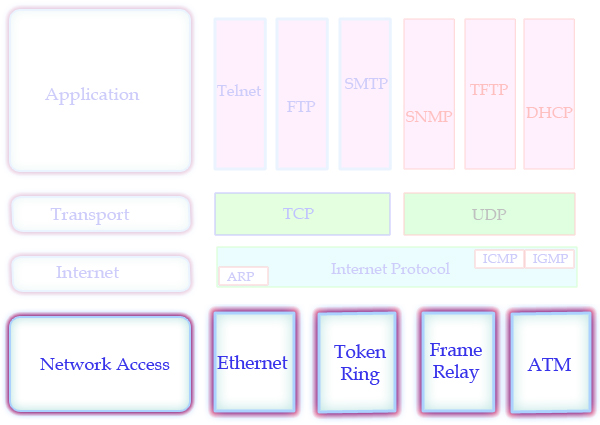 Application
Telnet
FTP
SMTP
SNMP
TFTP
DHCP
Transport
TCP
UDP
Internet
ARP
Internet Protocol
ICMP
IGMP
Network Access
Ethernet
Token
Ring
Frame
Relay
ATM